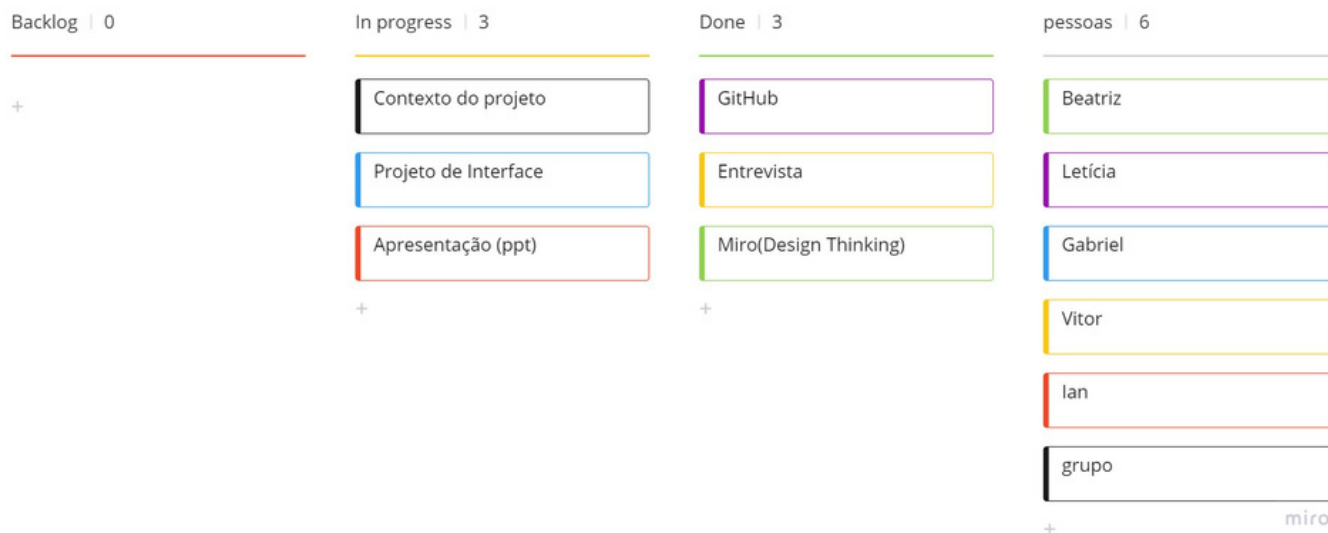 Backlog | 0
+
In progress | 3
Contexto do projeto
Projeto de Interface
Apresentação (ppt)
+
Done | 3
GitHub
Entrevista
Miro(Design Thinking)
+
pessoas | 6
Beatriz
Letícia
Gabriel
Vitor
Ian
grupo
+
miro